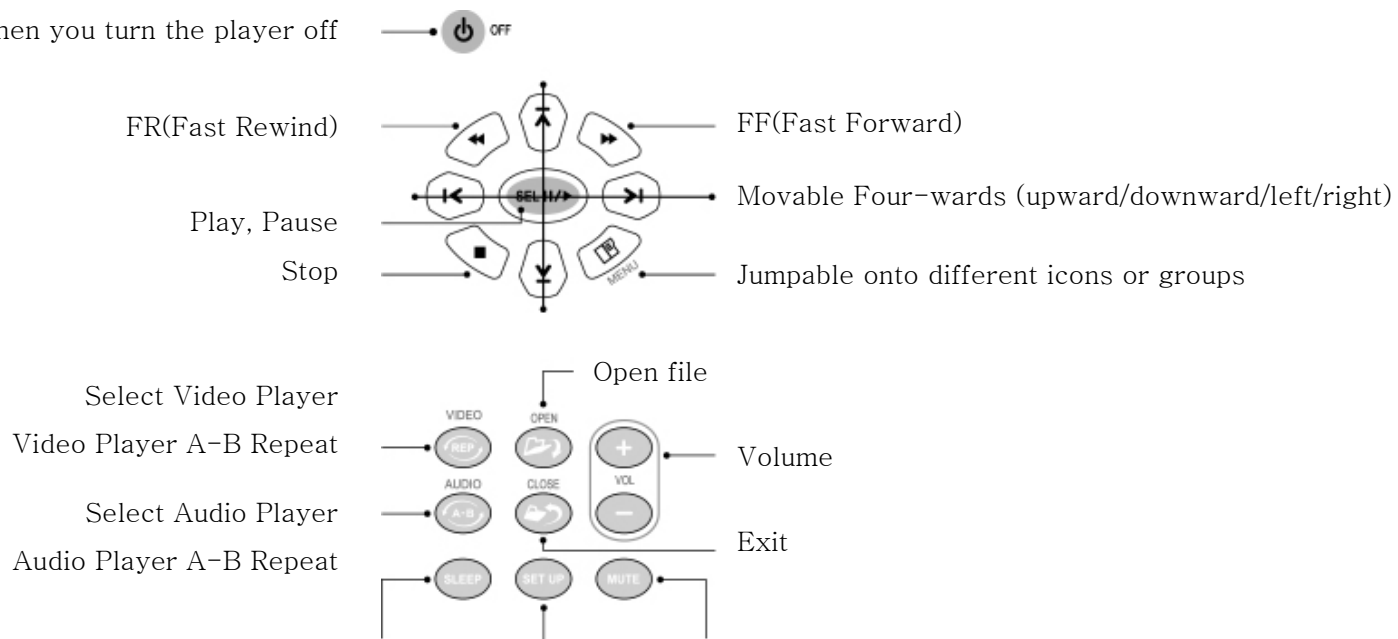 you turn the player off
OFF
FR(Fast Rewind)
FF(Fast Forward)
SEL
Movable Four-wards (upward/downward/left/right)
Play, Pause
Stop
MENU
Jumpable onto different icons or groups
Open file
Select Video Player
VIDEO
OPEN
Video Player A-B Repeat
REP
+
Volume
AUDIO
CLOSE
VOL
Select Audio Player
A-B
−
Exit
Audio Player A-B Repeat
SLEEP
SET UP
MUTE